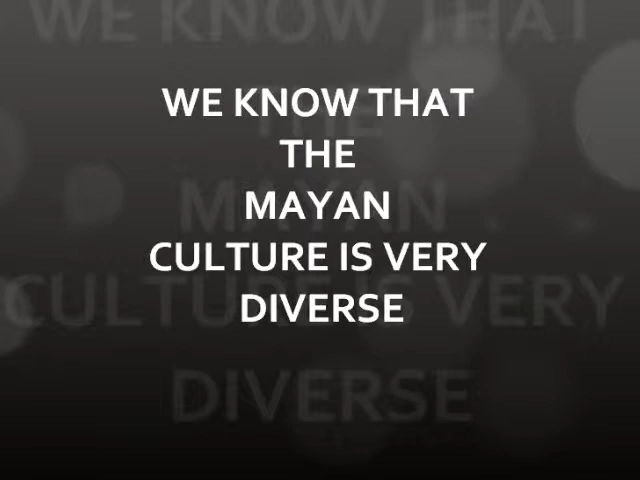 WE KNOW THAT
THE
MAYAN
CULTURE IS VERY
DIVERSE